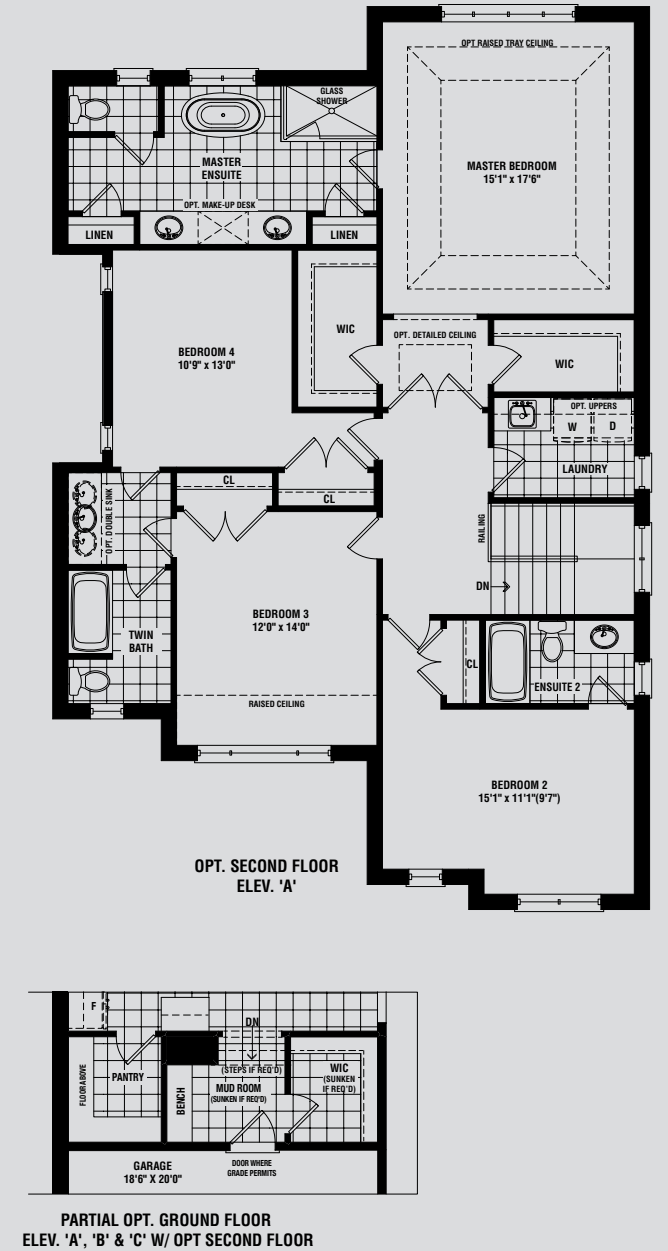 OPT RAISED TRAY CEILING
GLASS
SHOWER
MASTER
ENSUITE
MASTER BEDROOM
15'1" x 17'6"
OPT. MAKE-UP DESK
LINEN
LINEN
WIC
OPT. DETAILED CEILING
BEDROOM 4
10'9" x 13'0"
WIC
OPT. UPPERS
W
D
LAUNDRY
CL
CL
OPT. DOUBLE SINK
RAILING
DN
BEDROOM 3
12'0" x 14'0"
TWIN
BATH
CL
ENSUITE 2
RAISED CEILING
BEDROOM 2
15'1" x 11'1"(9'7")
OPT. SECOND FLOOR
ELEV. 'A'
F
DN
FLOOR ABOVE
PANTRY
(STEPS IF REQ'D)
BENCH
MUD ROOM
(SUNKEN IF REQ'D)
WIC
(SUNKEN
IF REQ'D)
GARAGE
18'6" X 20'0"
DOOR WHERE
GRADE PERMITS
PARTIAL OPT. GROUND FLOOR
ELEV. 'A', 'B' & 'C' W/ OPT SECOND FLOOR